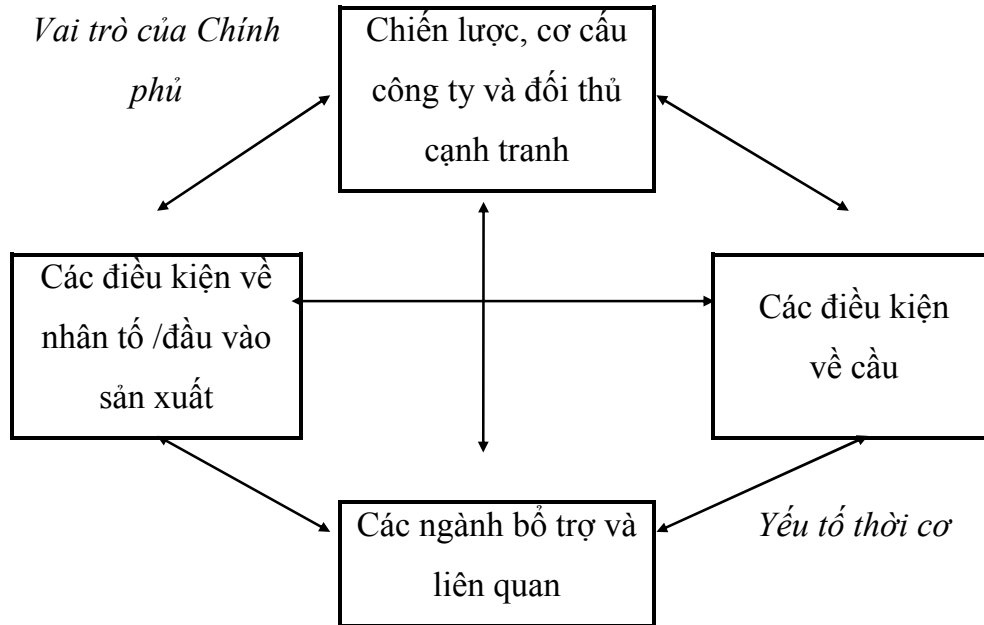 Vai trò của Chính
phủ
Chiến lược, cơ cấu
công ty và đối thủ
cạnh tranh
Các điều kiện về
nhân tố /đầu vào
sản xuất
Các điều kiện
về cầu
Các ngành bổ trợ và
liên quan
Yếu tố thời cơ